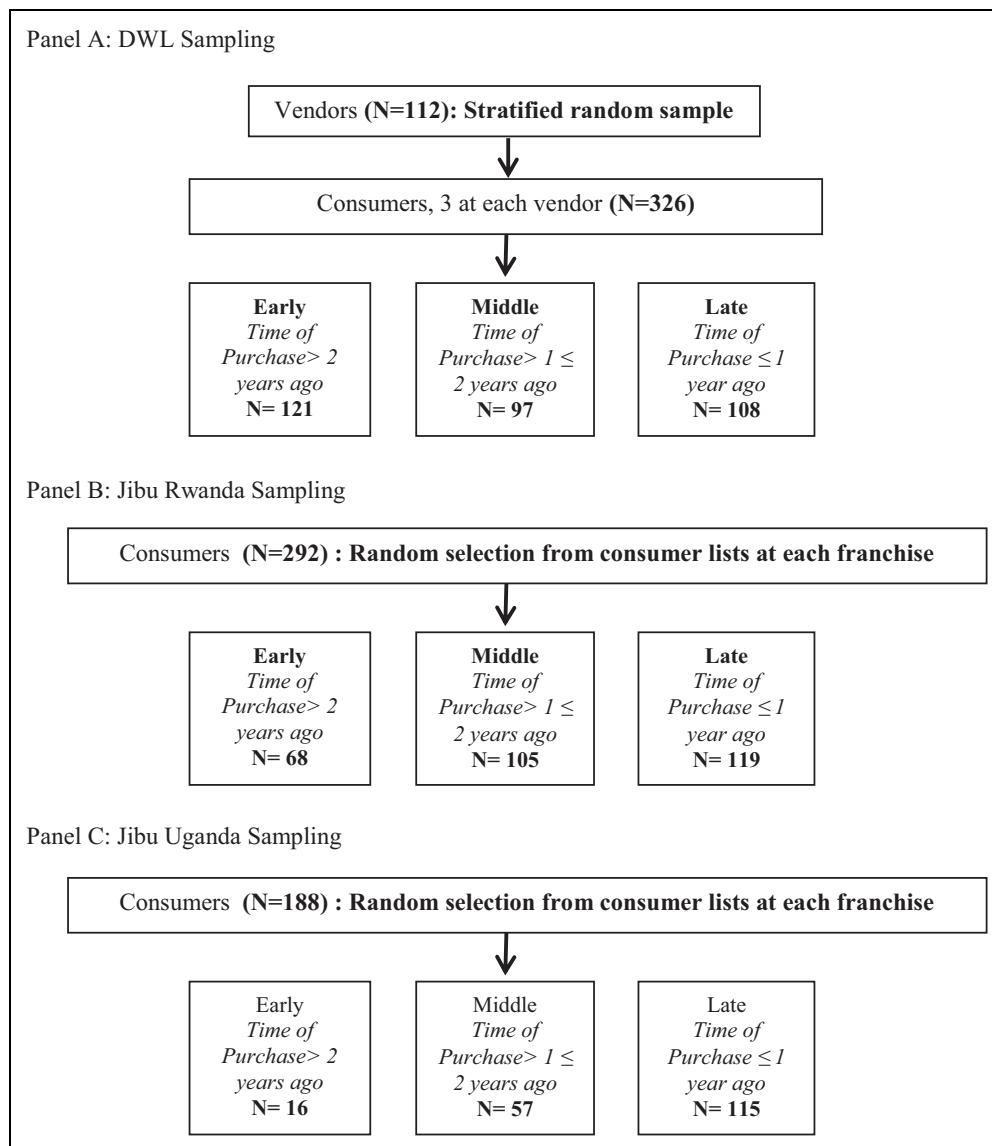 Panel A: DWL Sampling
Vendors (N=112): Stratified random sample
Consumers, 3 at each vendor (N=326)
Early
Time of
Purchase> 2
years ago
N= 121
Middle
Time of
Purchase> 1 ≤
2 years ago
N= 97
Late
Time of
Purchase ≤ 1
year ago
N= 108
Panel B: Jibu Rwanda Sampling
Consumers (N=292) : Random selection from consumer lists at each franchise
Early
Time of
Purchase> 2
years ago
N= 68
Middle
Time of
Purchase> 1 ≤
2 years ago
N= 105
Late
Time of
Purchase ≤ 1
year ago
N= 119
Panel C: Jibu Uganda Sampling
Consumers (N=188) : Random selection from consumer lists at each franchise
Early
Time of
Purchase> 2
years ago
N= 16
Middle
Time of
Purchase> 1 ≤
2 years ago
N= 57
Late
Time of
Purchase ≤ 1
year ago
N= 115